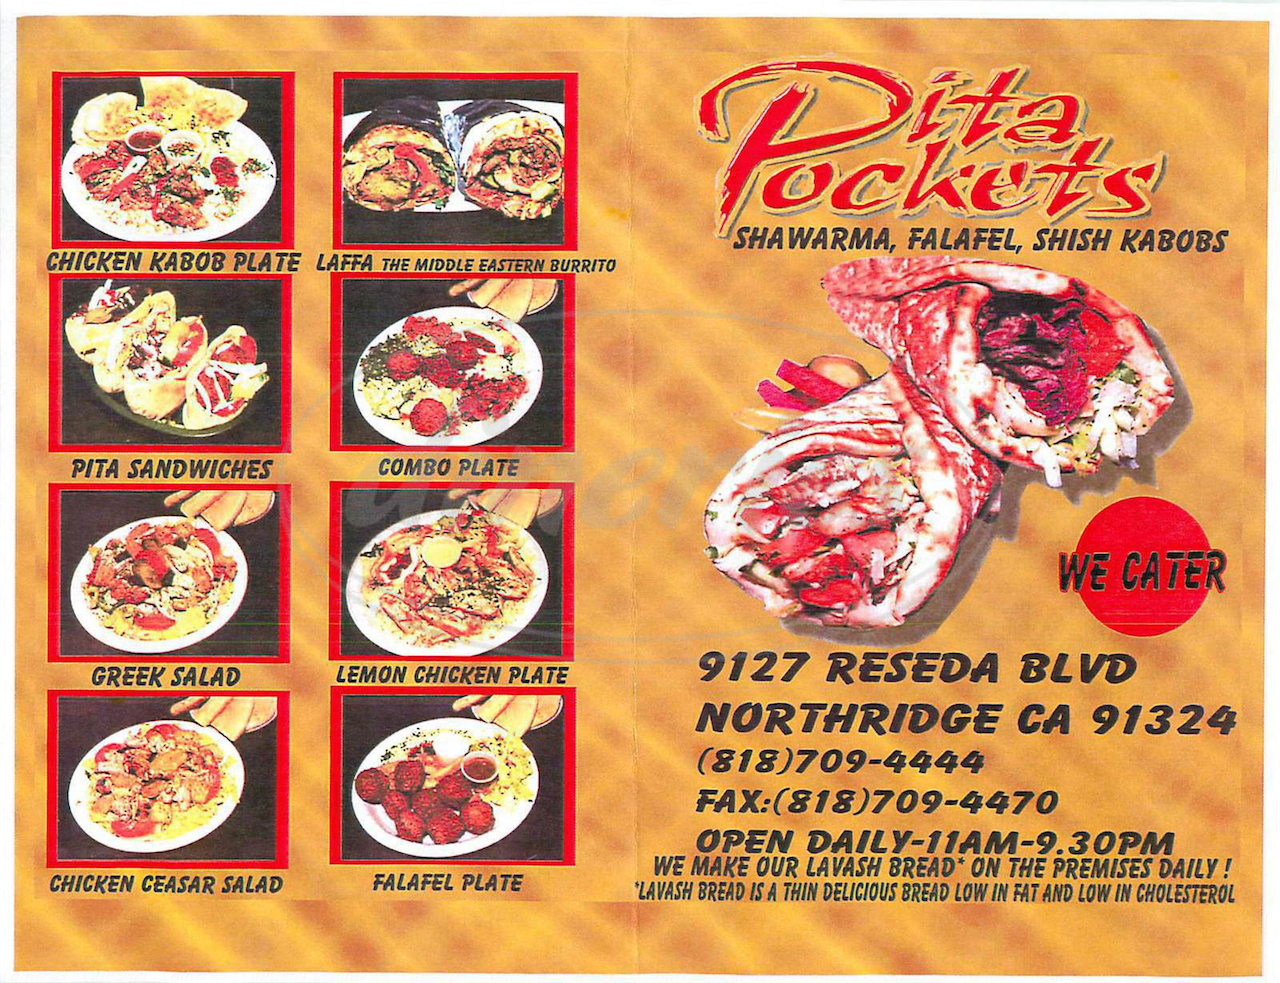 CHICKEN KABOB PLATE
LAFFA THE MIDDLE EASTERN BURRITO
PITA SANDWICHES
COMBO PLATE
GREEK SALAD
LEMON CHICKEN PLATE
CHICKEN CEASAR SALAD
FALAFEL PLATE
Pita
Pockets
SHAWARMA, FALAFEL, SHISH KABOBS
WE CATER
9127 RESEDA BLVD
NORTHRIDGE CA 91324
(818)709-4444
FAX:(818)709-4470
OPEN DAILY-11AM-9.30PM
WE MAKE OUR LAVASH BREAD* ON THE PREMISES DAILY !
*LAVASH BREAD IS A THIN DELICIOUS BREAD LOW IN FAT AND LOW IN CHOLESTEROL